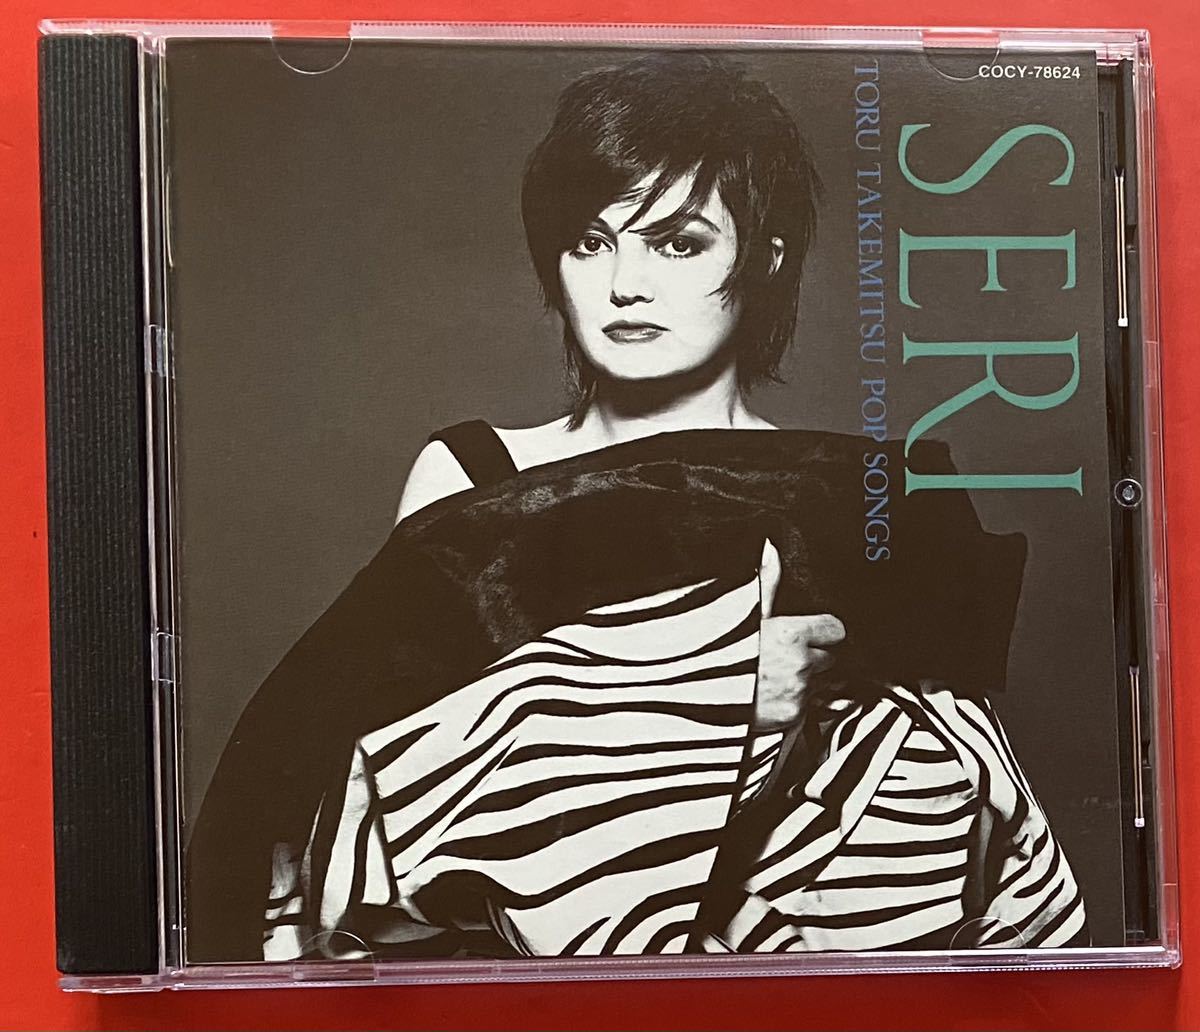 COCY-78624
SERI
TORU TAKEMITSU POP SONGS